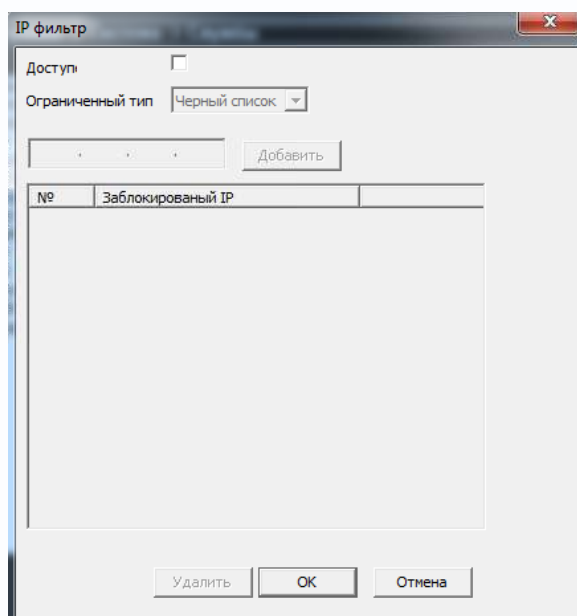 IP фильтр
Доступ
Ограниченный тип Черный список
Добавить
№ Заблокированый IP
Удалить OK Отмена